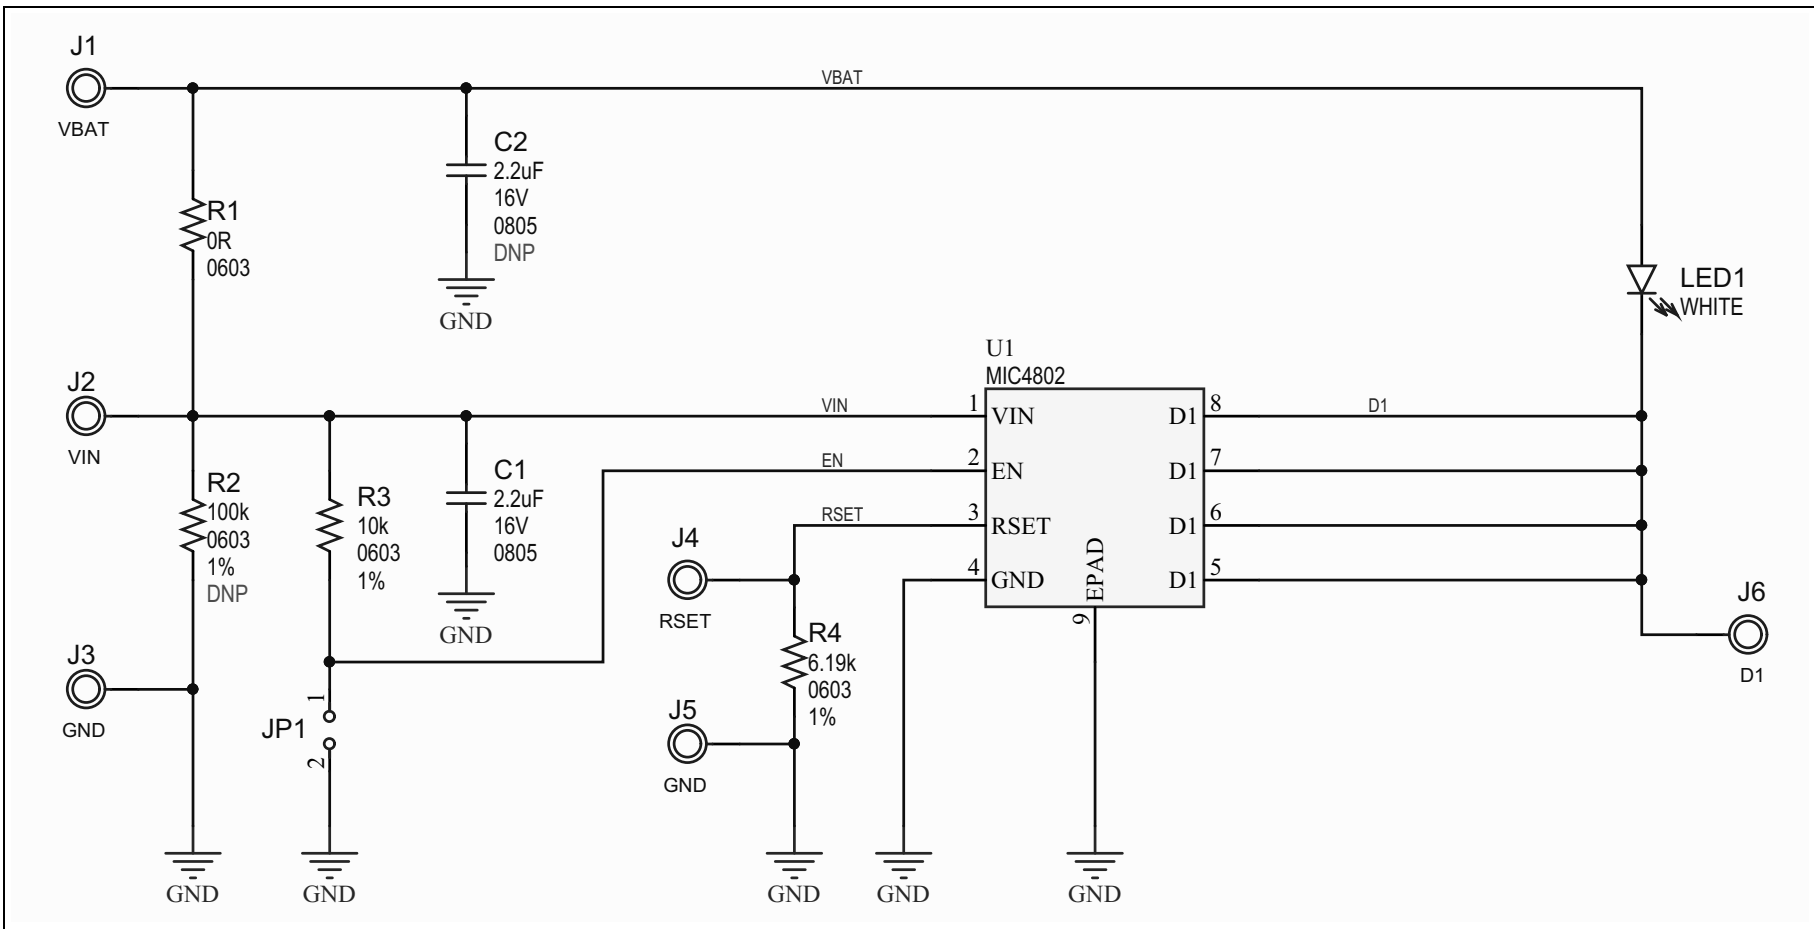 J1
VBAT
VBAT
C2
2.2uF
16V
0805
DNP
GND
R1
0R
0603
LED1
WHITE
U1
MIC4802
J2
VIN
VIN
1
VIN
D1
8
D1
EN
2
EN
D1
7
RSET
3
RSET
D1
6
4
GND
D1
5
EPAD
9
R2
100k
0603
1%
DNP
R3
10k
0603
1%
C1
2.2uF
16V
0805
GND
J4
RSET
R4
6.19k
0603
1%
J6
D1
J3
GND
JP1
1
2
J5
GND
GND
GND
GND
GND
GND